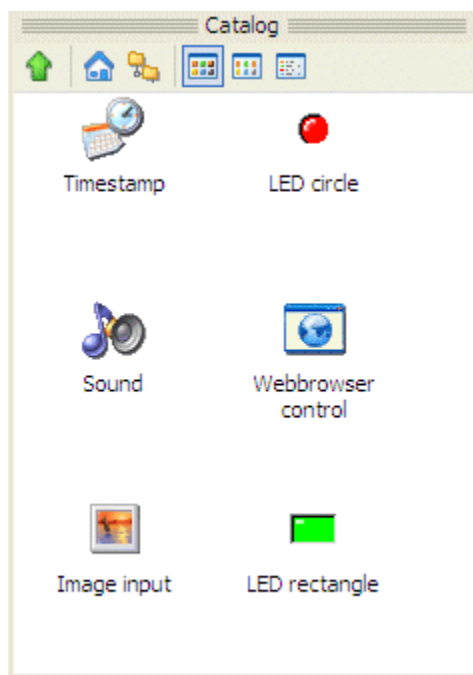 Catalog
Timestamp
LED circle
Sound
Webbrowser
control
Image input
LED rectangle